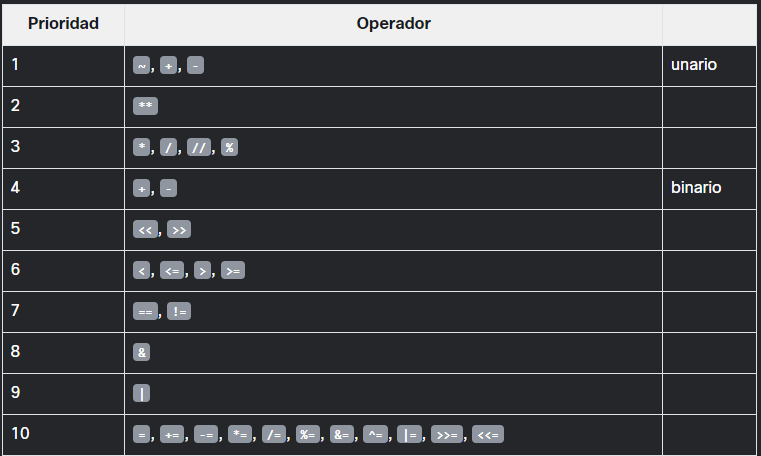 Prioridad Operador
1 ~, +, - unario
2 **
3 *, /, //, %
4 +, - binario
5 <<, >>
6 <, <=, >, >=
7 ==, !=
8 &
9 |
10 =, +=, -=, *=, /=, %=, &=, ^=, |=, >>=, <<=